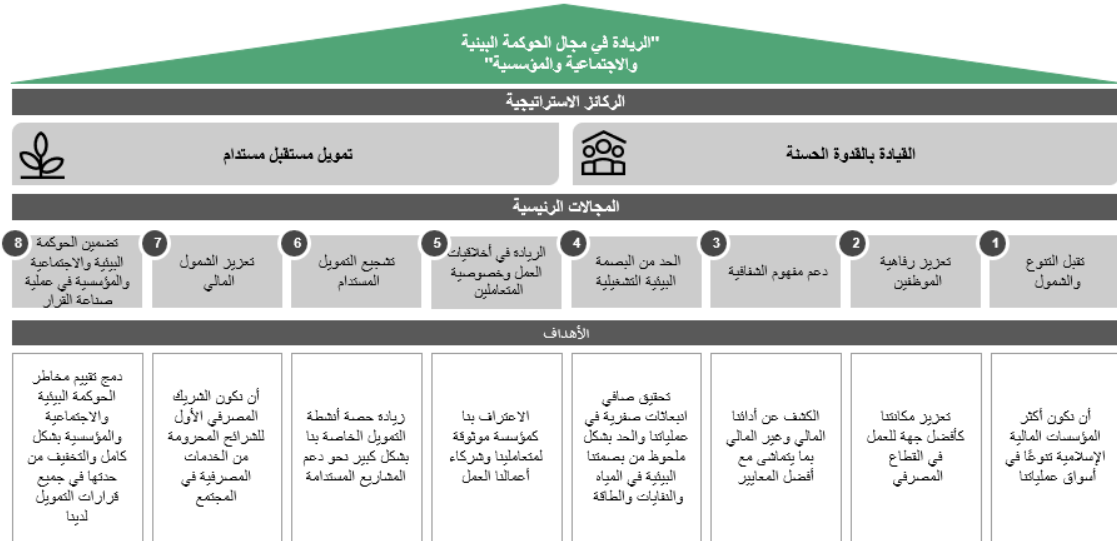 "الريادة في مجال الحوكمة البيئية
والاجتماعية والمؤسسية"
الركائز الاستراتيجية
القيادة بالقدوة الحسنة
تمويل مستقبل مستدام
المجالات الرئيسية
1
تقبل التنوع
والشمول
2
تعزيز رفاهية
الموظفين
3
دعم مفهوم الشفافية
4
الحد من البصمة
البيئية التشغيلية
5
الريادة في أخلاقيات
العمل وخصوصية
المتعاملين
6
تشجيع التمويل
المستدام
7
تعزيز الشمول
المالي
8
تضمين الحوكمة
البيئية والاجتماعية
والمؤسسية في عملية
صناعة القرار
الأهداف
أن نكون أكثر
المؤسسات المالية
الإسلامية تنوعًا في
أسواق عملياتنا
تعزيز مكانتنا
كأفضل جهة للعمل
في القطاع
المصرفي
الكشف عن أدائنا
المالي وغير المالي
بما يتماشى مع
أفضل المعايير
تحقيق صافي
انبعاثات صفرية في
عملياتنا والحد بشكل
ملحوظ من بصمتنا
البيئية في المياه
والنفايات والطاقة
الاعتراف بنا
كمؤسسة موثوقة
لمتعاملينا وشركاء
أعمالنا العمل
زيادة حصة أنشطة
التمويل الخاصة بنا
بشكل كبير نحو دعم
المشاريع المستدامة
أن نكون الشريك
المصرفي الأول
للشرائح المحرومة
من الخدمات
المصرفية في
المجتمع
دمج تقييم مخاطر
الحوكمة البيئية
والاجتماعية
والمؤسسية بشكل
كامل والتخفيف من
حدتها في جميع
قرارات التمويل
لدينا